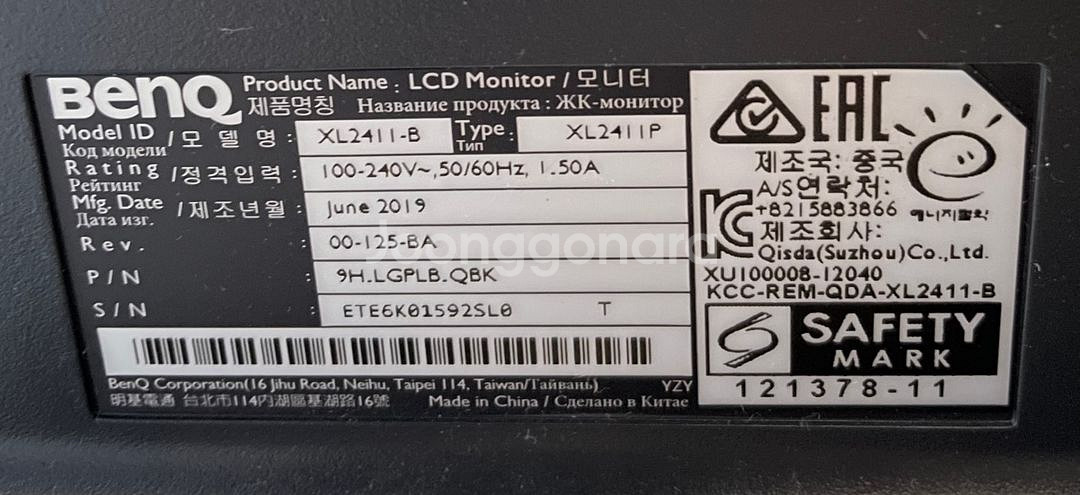 BenQ Product Name : LCD Monitor / 모니터
제품명칭 Название продукта : ЖК-монитор
Model ID / 모 델 명 : XL2411-B Type : XL2411P
Код модели Тип
Rating / 정격입력 : 100-240V~,50/60Hz, 1.50A
Рейтинг
Mfg. Date / 제조년월 : June 2019
Дата изг.
Rev. : 00-125-BA
P/N : 9H.LGPLB.QBK
S/N : ETE6K01592SL0 T
BenQ Corporation(16 Jihu Road, Neihu, Taipei 114, Taiwan/Тайвань) YZY
明基電通 台北市114內湖區基湖路16號 Made in China / Сделано в Китае
EAC
제조국: 중국
A/S연락처:
+8215883866
에너지절약
제조회사:
Qisda(Suzhou)Co.,Ltd.
XU100008-12040
KCC-REM-QDA-XL2411-B
SAFETY
MARK
121378-11
Joonggonara